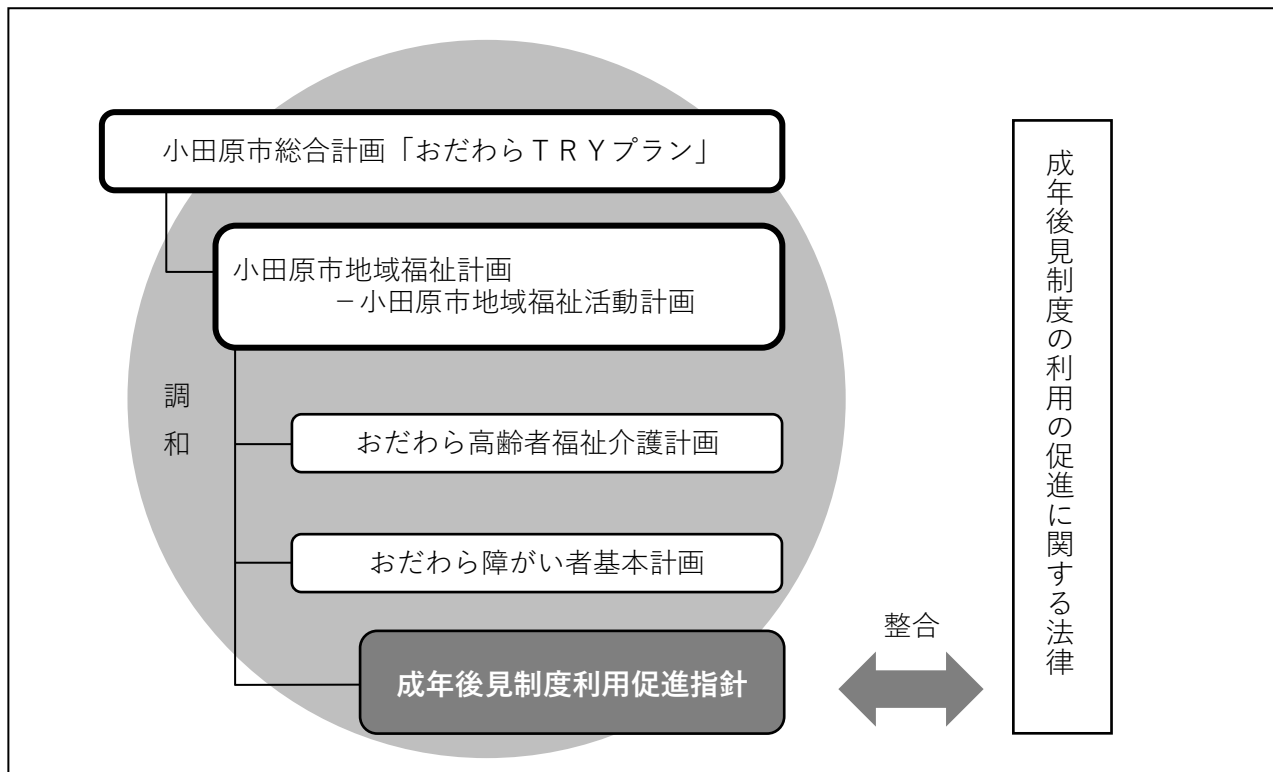 小田原市総合計画「おだわらＴＲＹプラン」
小田原市地域福祉計画
－小田原市地域福祉活動計画
調
和
おだわら高齢者福祉介護計画
おだわら障がい者基本計画
成年後見制度利用促進指針
整合
成年後見制度の利用の促進に関する法律